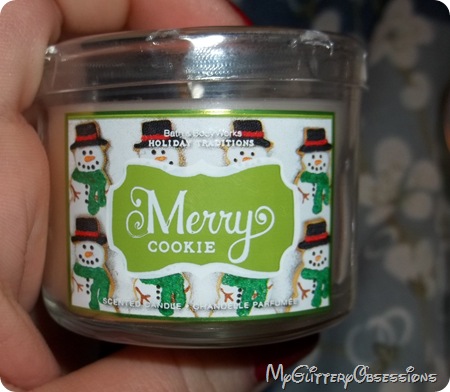 Bath & Body Works
HOLIDAY TRADITIONS
Merry
COOKIE
SCENTED CANDLE / CHANDELLE PARFUMÉE
MyGlitteryObsessions